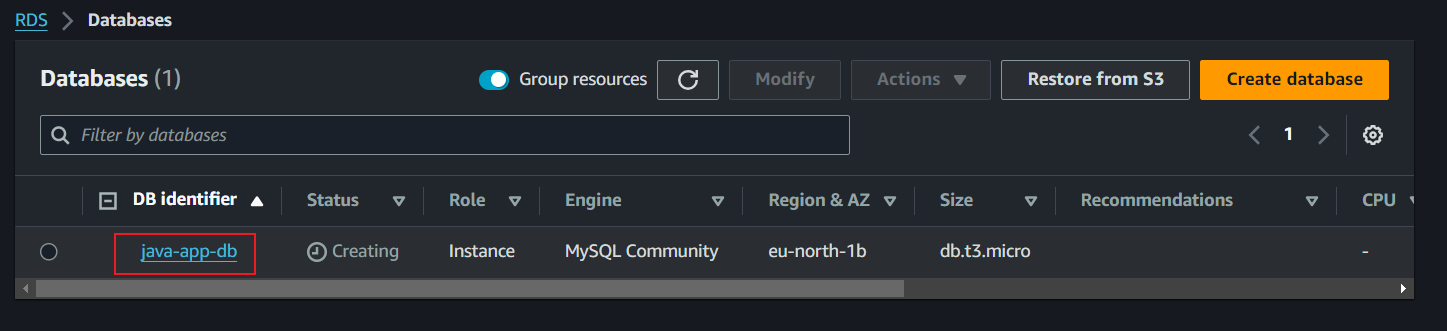 RDS > Databases
Databases (1) Group resources Modify Actions Restore from S3 Create database
Filter by databases 1
DB identifier Status Role Engine Region & AZ Size Recommendations CPU
java-app-db Creating Instance MySQL Community eu-north-1b db.t3.micro -